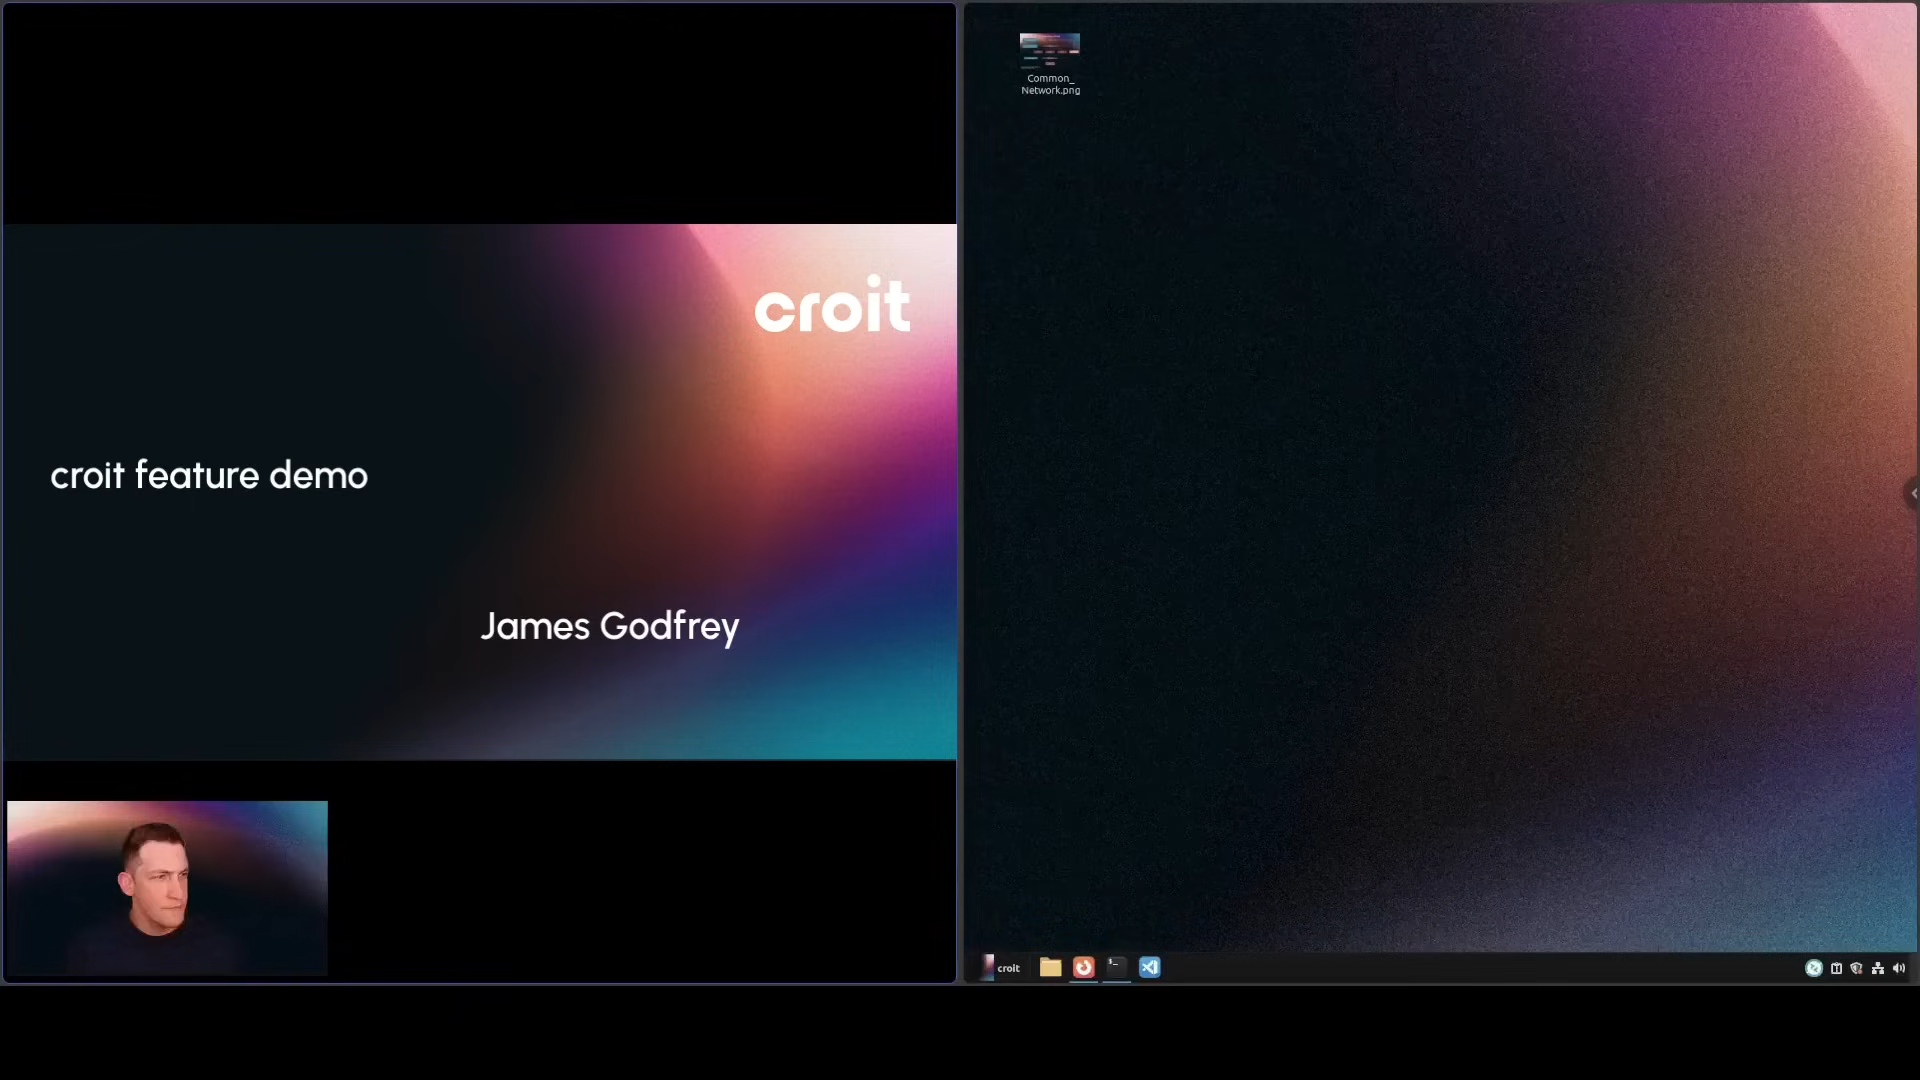 croit
croit feature demo
James Godfrey
Common_
Network.png
croit